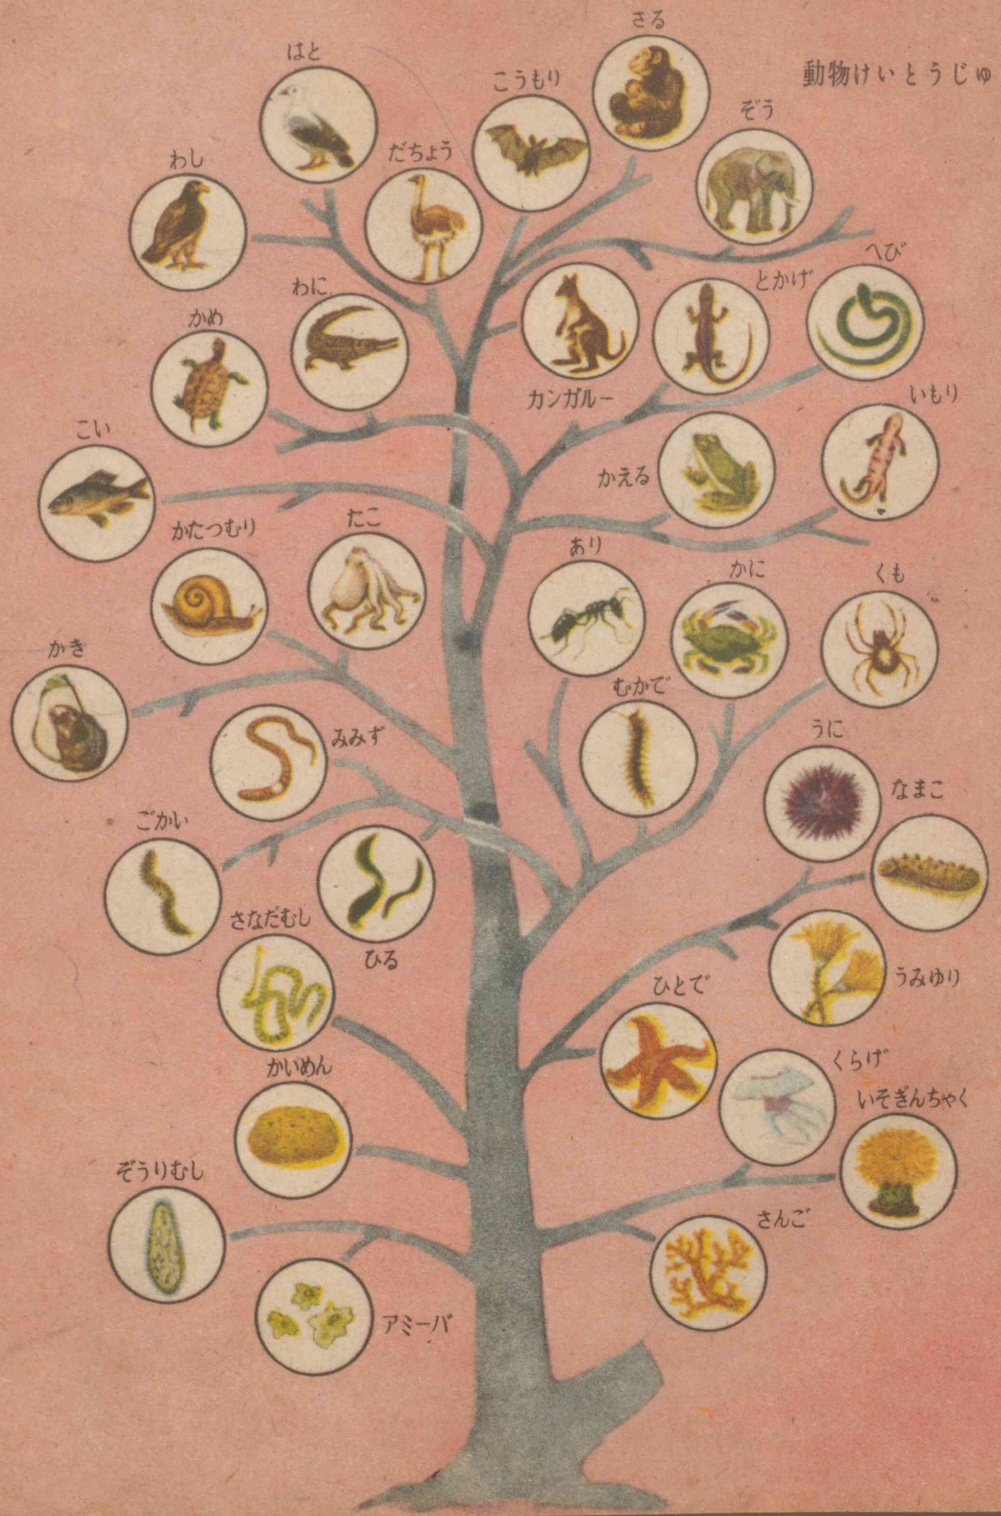 動物けいとうじゅ
さる
はと
こうもり
ぞう
だちょう
わし
へび
とかげ
わに
かめ
カンガルー
いもり
こい
かえる
たこ
かたつむり
あり
かに
くも
かき
むかで
みみず
うに
なまこ
ごかい
さなだむし
ひる
うみゆり
ひとで
くらげ
かいめん
いそぎんちゃく
ぞうりむし
さんご
アミーバ